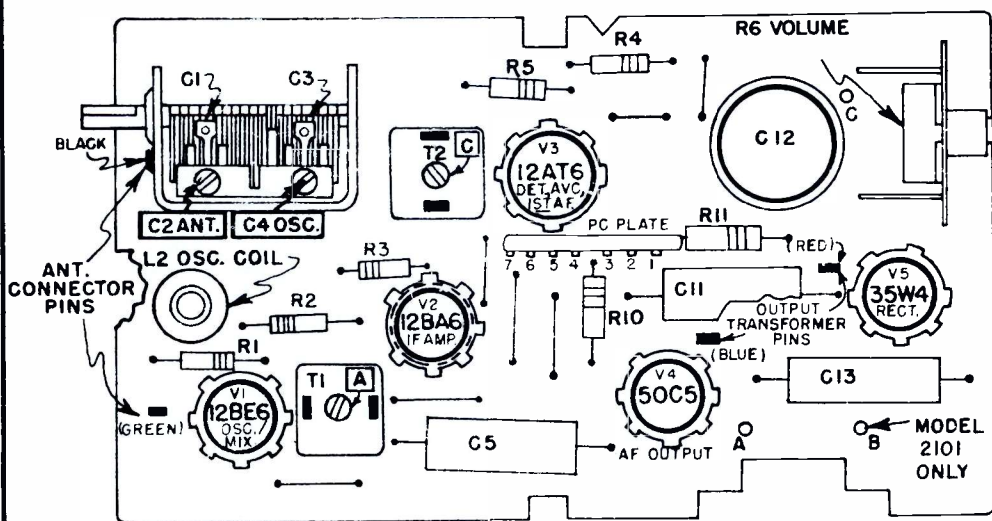 R6 VOLUME
R4
R5
C1
C3
C
BLACK
T2
C
V3
12AT6
DET, AVC,
1ST AF
C12
C2 ANT.
C4 OSC.
PC PLATE
R11
7 6 5 4 3 2 1
(RED)
ANT.
CONNECTOR
PINS
L2 OSC. COIL
R3
R2
V2
12BA6
IF AMP.
R10
C11
V5
35W4
RECT.
OUTPUT
TRANSFORMER
PINS
(BLUE)
R1
T1
A
V1
12BE6
OSC./
MIX
(GREEN)
V4
50C5
C13
C5
AF OUTPUT
A
B
MODEL
2101
ONLY